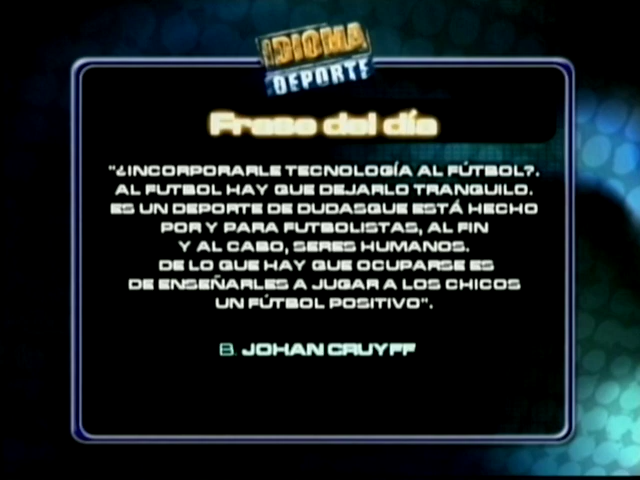 IDIOMA
DEPORTE
Frase del día
"¿INCORPORARLE TECNOLOGÍA AL FÚTBOL?.
AL FUTBOL HAY QUE DEJARLO TRANQUILO.
ES UN DEPORTE DE DUDASQUE ESTÁ HECHO
POR Y PARA FUTBOLISTAS, AL FIN
Y AL CABO, SERES HUMANOS.
DE LO QUE HAY QUE OCUPARSE ES
DE ENSEÑARLES A JUGAR A LOS CHICOS
UN FÚTBOL POSITIVO".
B. JOHAN CRUYFF